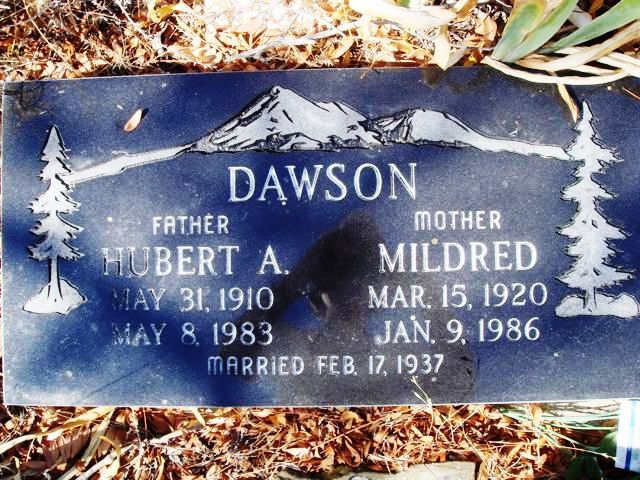 DAWSON
FATHER
HUBERT A.
MAY 31, 1910
MAY 8, 1983
MOTHER
MILDRED
MAR. 15, 1920
JAN. 9, 1986
MARRIED FEB. 17, 1937